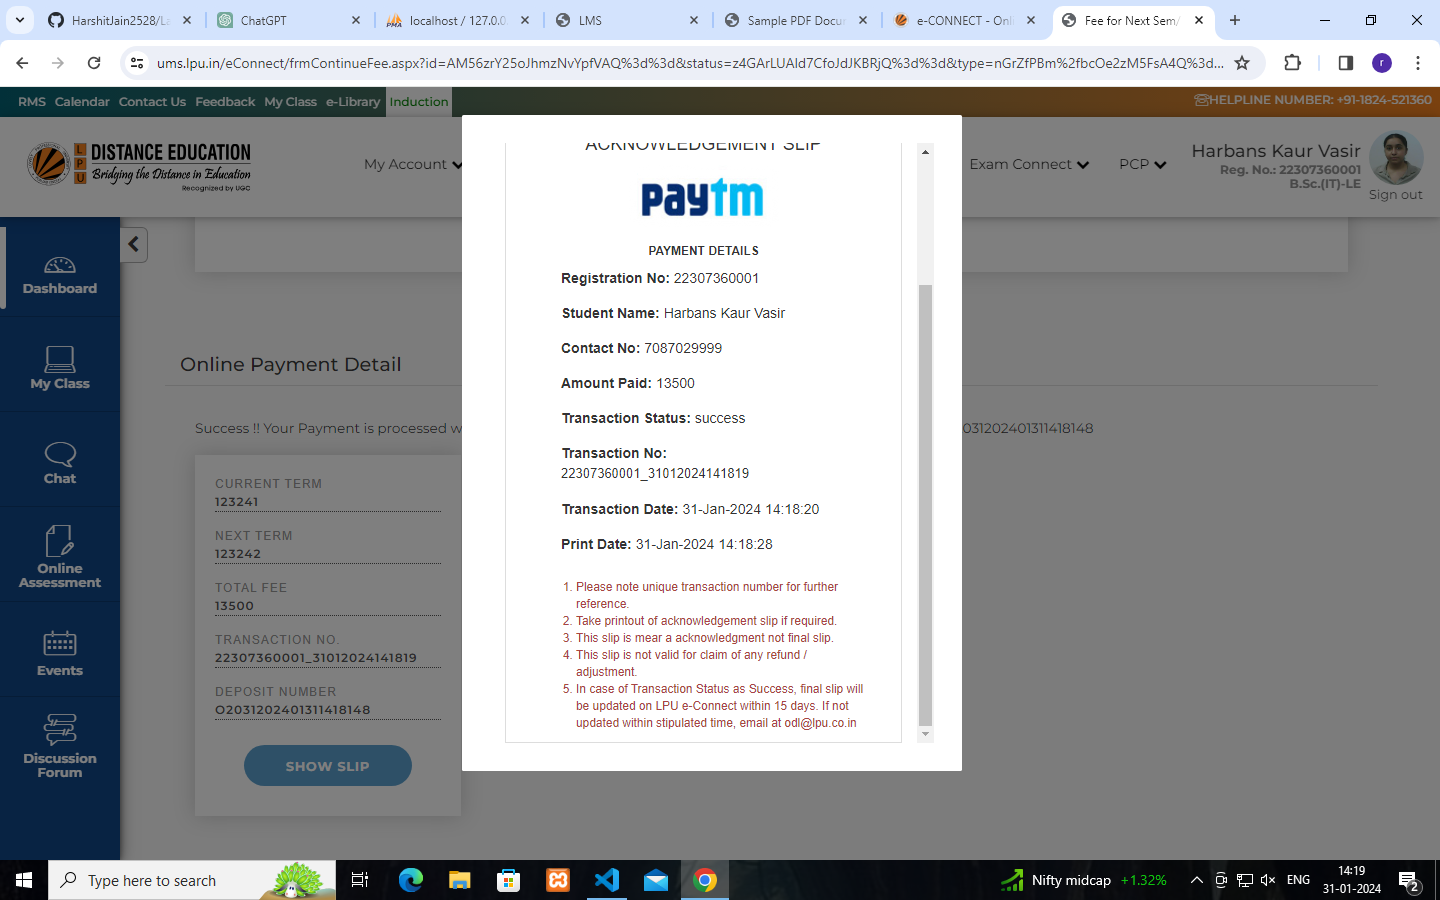 HarshitJain2528/La
ChatGPT
localhost / 127.0.0.
LMS
Sample PDF Docu
e-CONNECT - Onli
Fee for Next Sem/
ums.lpu.in/eConnect/frmContinueFee.aspx?id=AM56zrY25oJhmzNvYpfVAQ%3d%3d&status=z4GArLUAId7CfoJdJKBRjQ%3d%3d&type=nGrZfPBm%2fbcOe2zM5FsA4Q%3d...
r
RMS Calendar Contact Us Feedback My Class e-Library Induction
HELPLINE NUMBER: +91-1824-521360
LPU
DISTANCE EDUCATION
Bridging the Distance in Education
Recognized by UGC
My Account
Exam Connect
PCP
Harbans Kaur Vasir
Reg. No.: 22307360001
B.Sc.(IT)-LE
Sign out
Dashboard
My Class
Chat
Online
Assessment
Events
Discussion
Forum
Online Payment Detail
Success !! Your Payment is processed w
031202401311418148
CURRENT TERM
123241
NEXT TERM
123242
TOTAL FEE
13500
TRANSACTION NO.
22307360001_31012024141819
DEPOSIT NUMBER
O2031202401311418148
SHOW SLIP
ACKNOWLEDGEMENT SLIP
paytm
PAYMENT DETAILS
Registration No: 22307360001
Student Name: Harbans Kaur Vasir
Contact No: 7087029999
Amount Paid: 13500
Transaction Status: success
Transaction No:
22307360001_31012024141819
Transaction Date: 31-Jan-2024 14:18:20
Print Date: 31-Jan-2024 14:18:28
1. Please note unique transaction number for further
reference.
2. Take printout of acknowledgement slip if required.
3. This slip is mear a acknowledgment not final slip.
4. This slip is not valid for claim of any refund /
adjustment.
5. In case of Transaction Status as Success, final slip will
be updated on LPU e-Connect within 15 days. If not
updated within stipulated time, email at odl@lpu.co.in
Type here to search
Nifty midcap +1.32%
ENG
14:19
31-01-2024
2